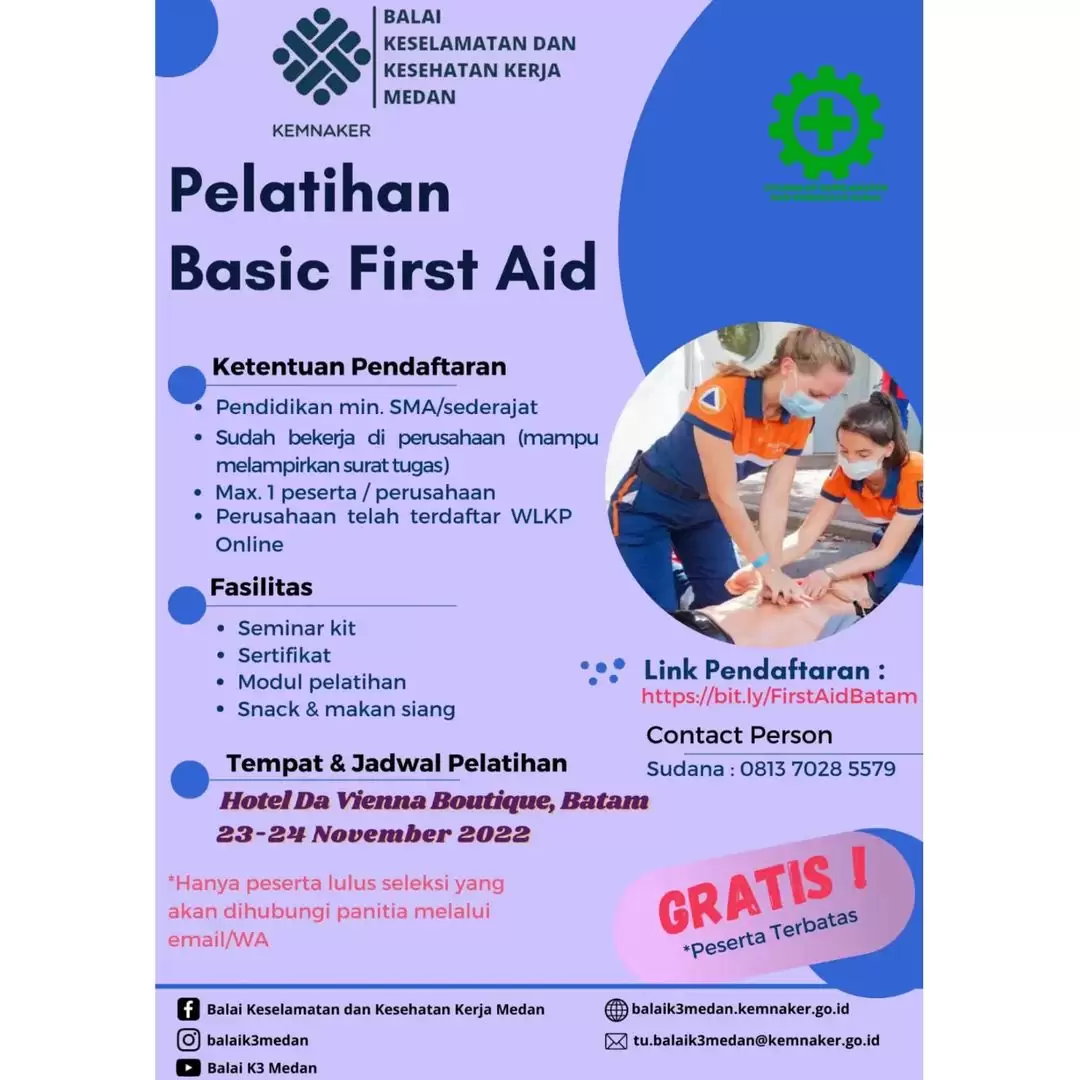 BALAI
KESELAMATAN DAN
KESEHATAN KERJA
MEDAN
KEMNAKER
Pelatihan
Basic First Aid
Ketentuan Pendaftaran
• Pendidikan min. SMA/sederajat
• Sudah bekerja di perusahaan (mampu
melampirkan surat tugas)
• Max. 1 peserta / perusahaan
• Perusahaan telah terdaftar WLKP
Online
Fasilitas
• Seminar kit
• Sertifikat
• Modul pelatihan
• Snack & makan siang
Tempat & Jadwal Pelatihan
Hotel Da Vienna Boutique, Batam
23-24 November 2022
*Hanya peserta lulus seleksi yang
akan dihubungi panitia melalui
email/WA
Link Pendaftaran :
https://bit.ly/FirstAidBatam
Contact Person
Sudana : 0813 7028 5579
GRATIS !
*Peserta Terbatas
Balai Keselamatan dan Kesehatan Kerja Medan
balaik3medan
Balai K3 Medan
balaik3medan.kemnaker.go.id
tu.balaik3medan@kemnaker.go.id